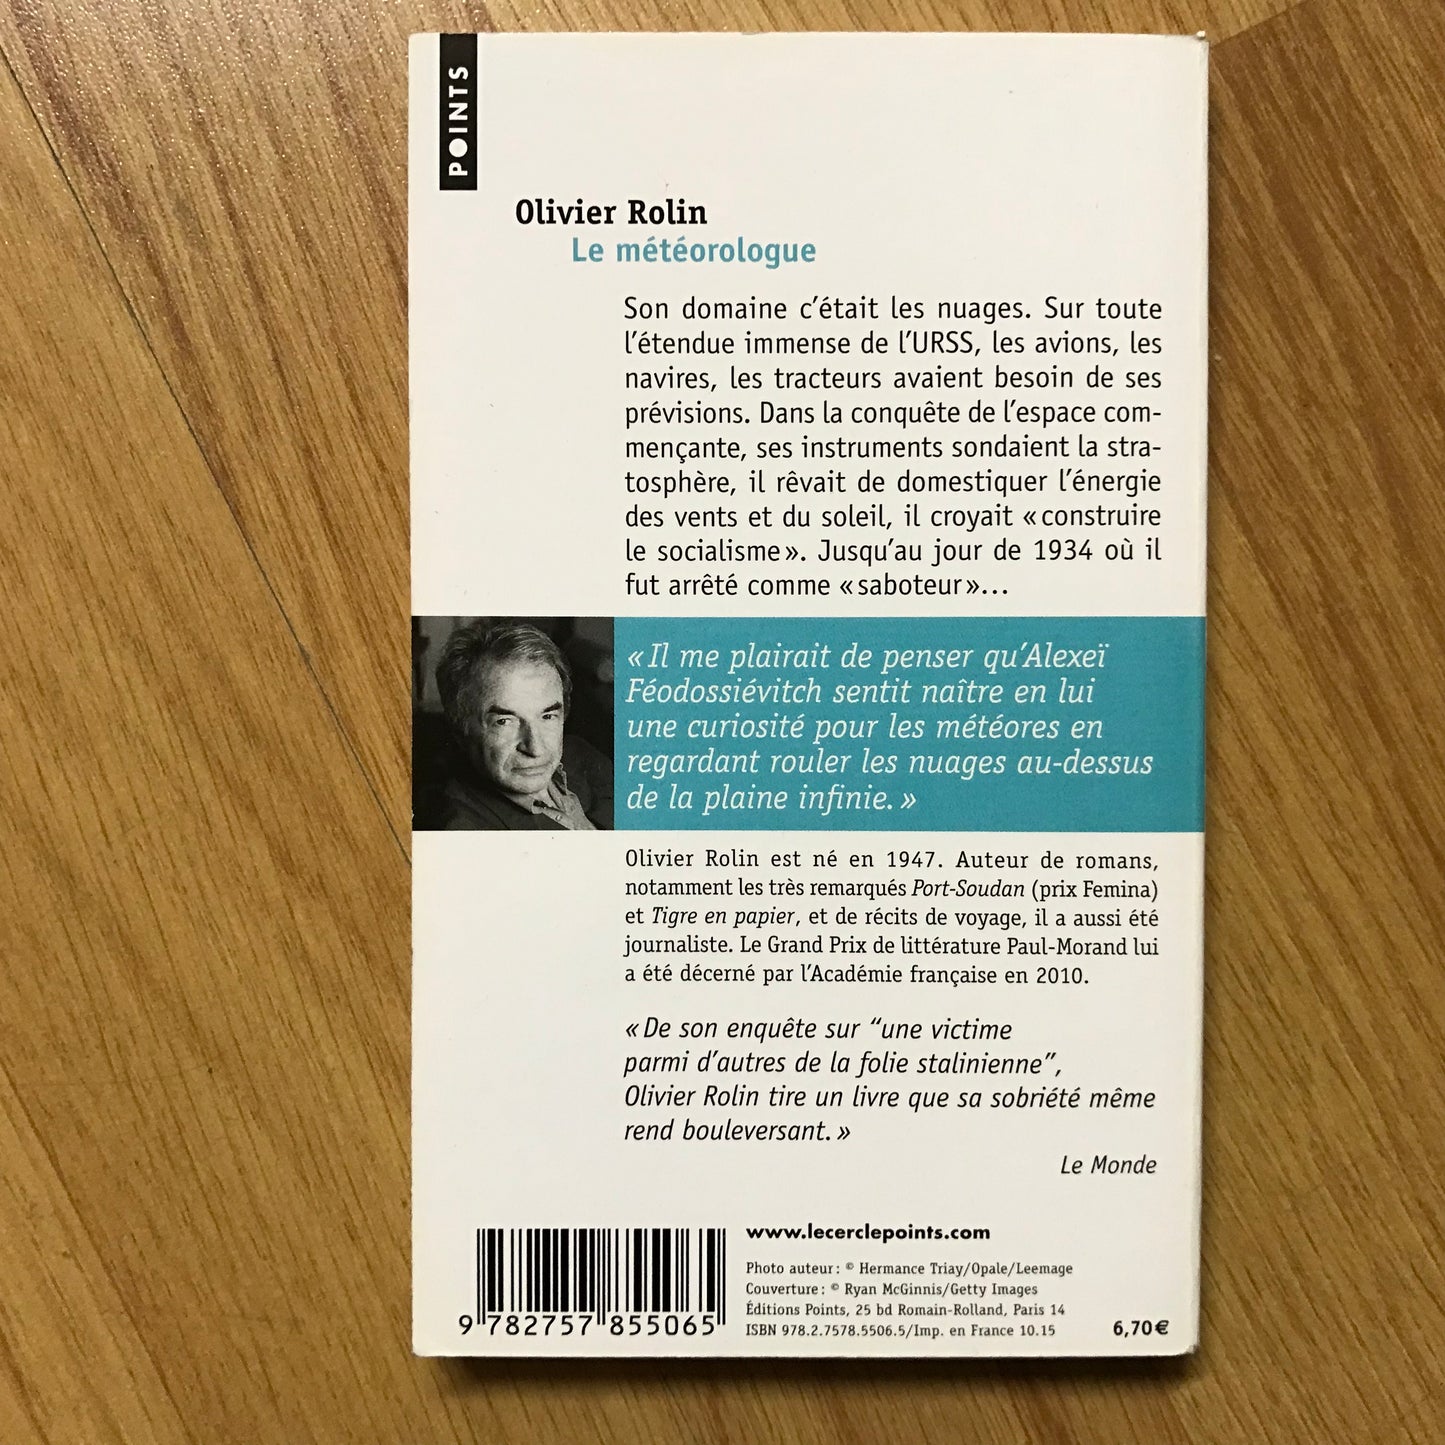 POINTS
Olivier Rolin
Le météorologue
Son domaine c'était les nuages. Sur toute
l'étendue immense de l'URSS, les avions, les
navires, les tracteurs avaient besoin de ses
prévisions. Dans la conquête de l'espace com-
mençante, ses instruments sondaient la stra-
tosphère, il rêvait de domestiquer l'énergie
des vents et du soleil, il croyait « construire
le socialisme ». Jusqu'au jour de 1934 où il
fut arrêté comme « saboteur »...
« Il me plairait de penser qu'Alexeï
Féodossiévitch sentit naître en lui
une curiosité pour les météores en
regardant rouler les nuages au-dessus
de la plaine infinie. »
Olivier Rolin est né en 1947. Auteur de romans,
notamment les très remarqués Port-Soudan (prix Femina)
et Tigre en papier, et de récits de voyage, il a aussi été
journaliste. Le Grand Prix de littérature Paul-Morand lui
a été décerné par l'Académie française en 2010.
« De son enquête sur “une victime
parmi d'autres de la folie stalinienne”,
Olivier Rolin tire un livre que sa sobriété même
rend bouleversant. »
Le Monde
www.lecerclepoints.com
Photo auteur : © Hermance Triay/Opale/Leemage
Couverture : © Ryan McGinnis/Getty Images
Éditions Points, 25 bd Romain-Rolland, Paris 14
ISBN 978.2.7578.5506.5/Imp. en France 10.15
6,70€
9 782757 855065